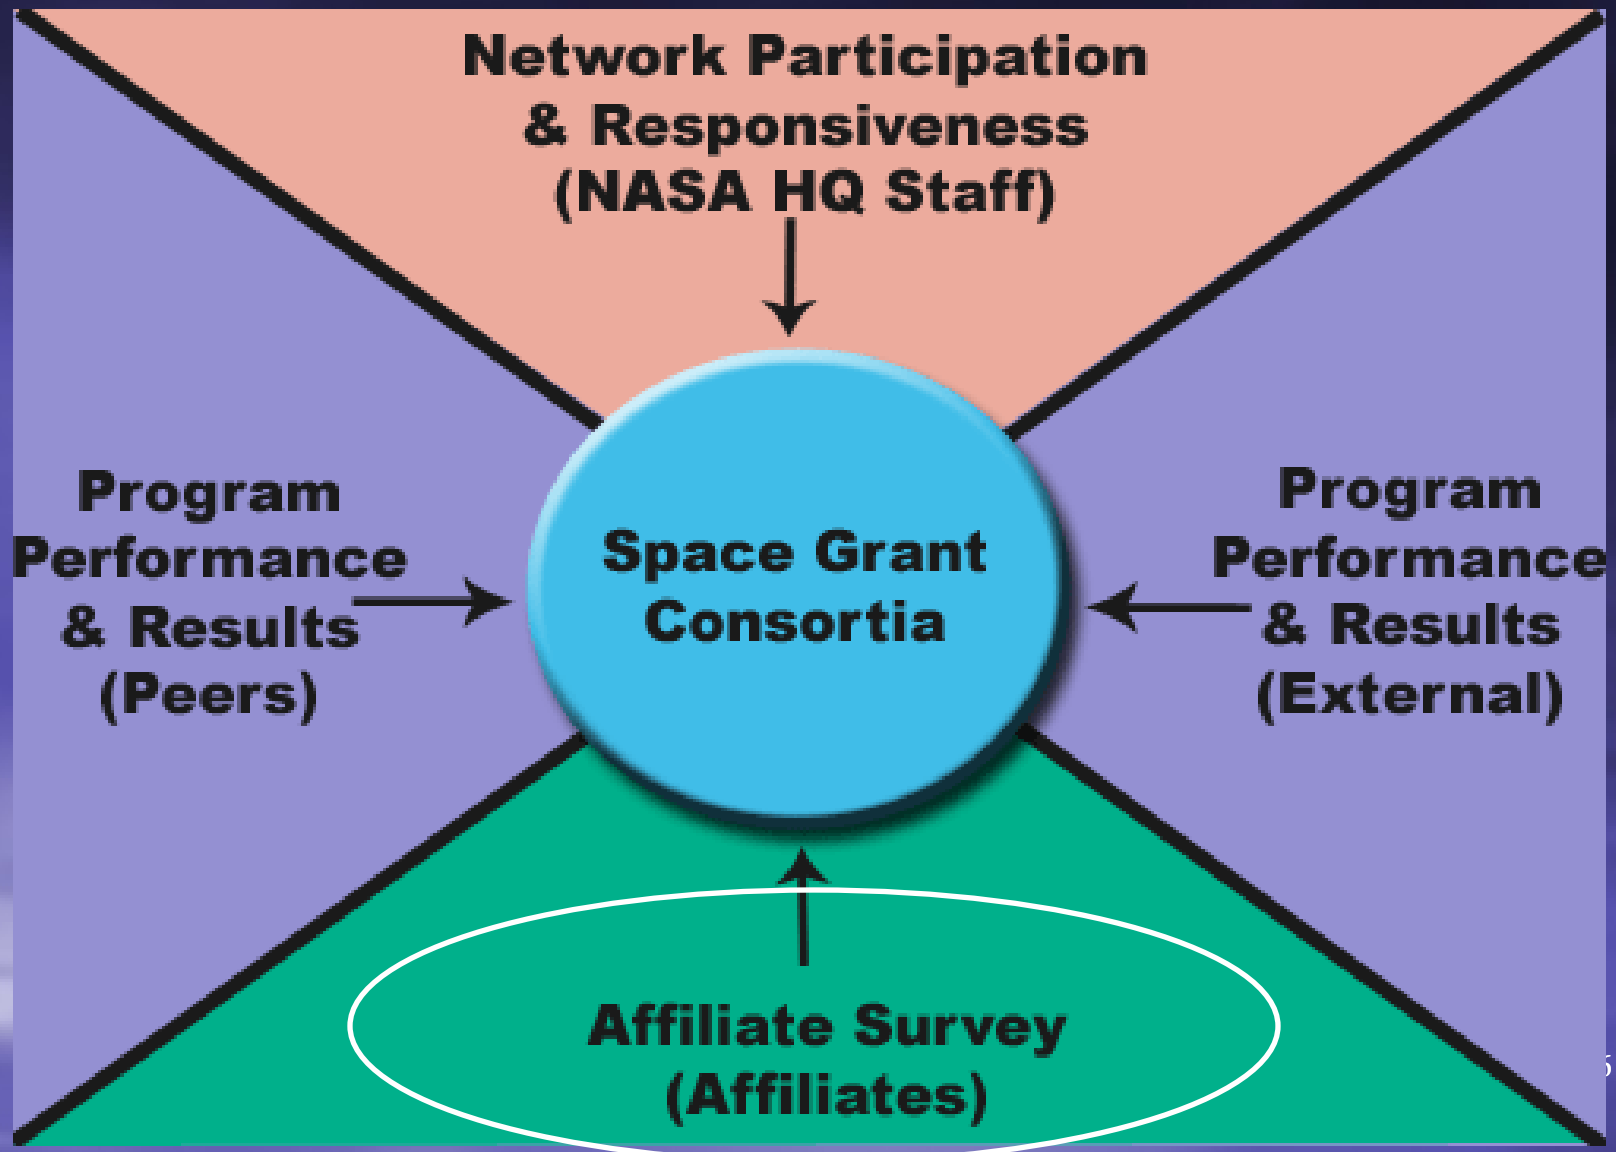 Network Participation
& Responsiveness
(NASA HQ Staff)
Program
Performance
& Results
(Peers)
Space Grant
Consortia
Program
Performance
& Results
(External)
Affiliate Survey
(Affiliates)